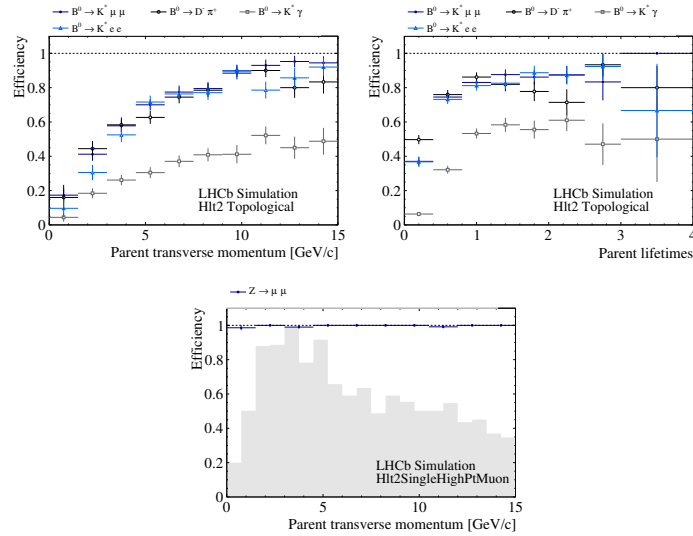 B⁰ → K* μ μ B⁰ → D⁻ π⁺ B⁰ → K* γ
B⁰ → K* e e
Efficiency
1
0.8
0.6
0.4
0.2
0
LHCb Simulation
Hlt2 Topological
0 5 10 15
Parent transverse momentum [GeV/c]
B⁰ → K* μ μ B⁰ → D⁻ π⁺ B⁰ → K* γ
B⁰ → K* e e
Efficiency
1
0.8
0.6
0.4
0.2
0
LHCb Simulation
Hlt2 Topological
0 1 2 3 4
Parent lifetimes
Z → μ μ
Efficiency
1
0.8
0.6
0.4
0.2
0
LHCb Simulation
Hlt2SingleHighPtMuon
0 5 10 15
Parent transverse momentum [GeV/c]